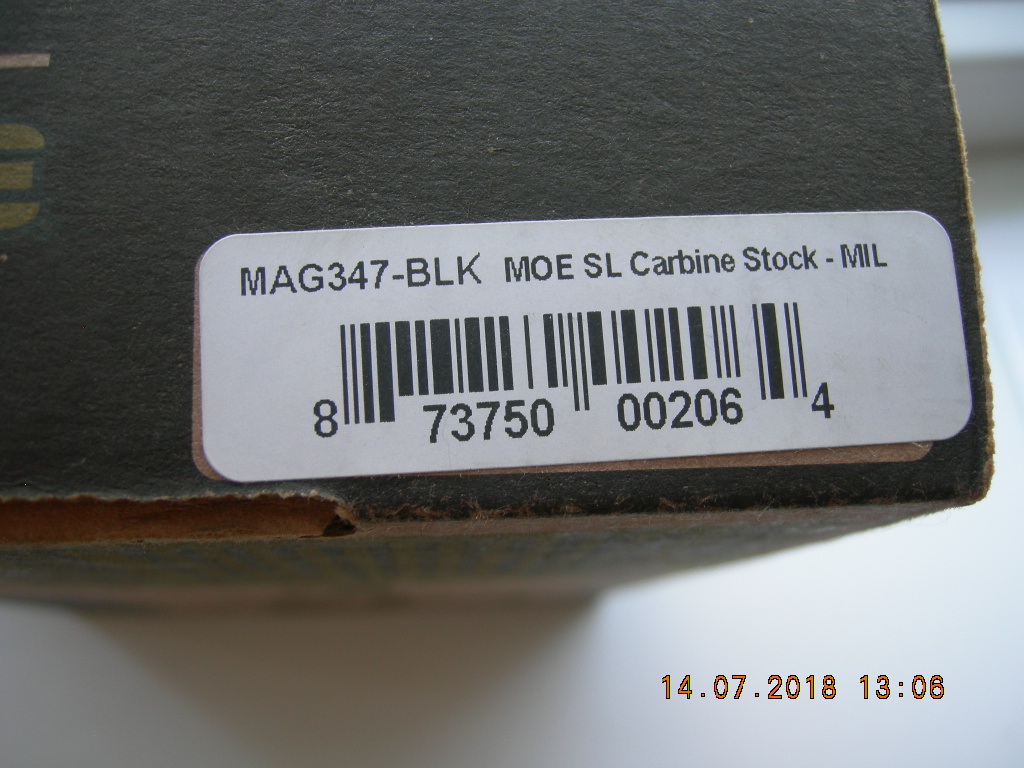 MAG347-BLK MOE SL Carbine Stock - MIL
8 73750 00206 4
14.07.2018 13:06